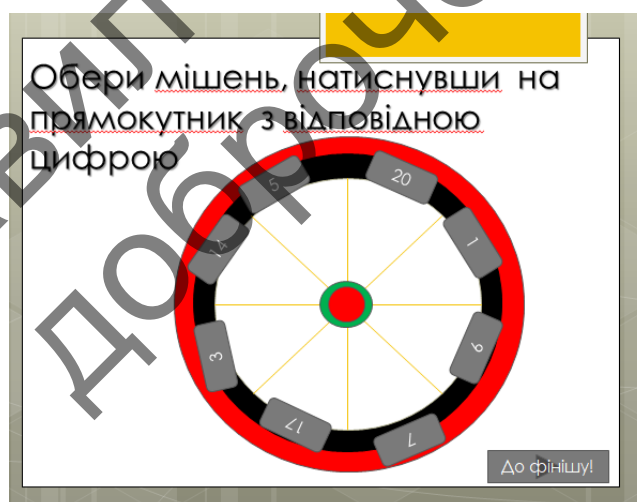 Обери мішень, натиснувши на
прямокутник з відповідною
цифрою
5
20
14
1
3
6
17
7
До фінішу!